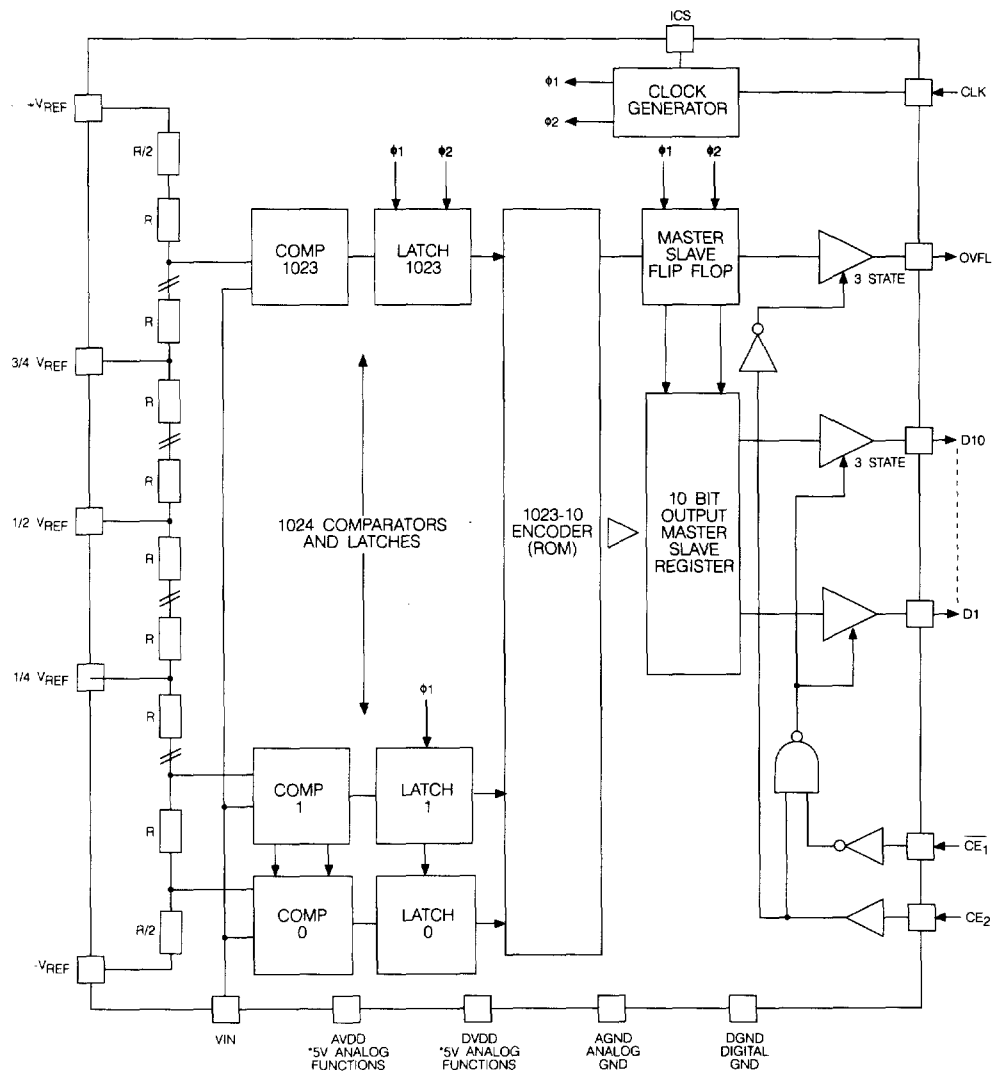 ICS
+VREF
ϕ1
ϕ2
CLOCK
GENERATOR
CLK
R/2
ϕ1
ϕ2
ϕ1
ϕ2
R
COMP
1023
LATCH
1023
MASTER
SLAVE
FLIP FLOP
OVFL
3 STATE
R
3/4 VREF
R
D10
3 STATE
R
1/2 VREF
1024 COMPARATORS
AND LATCHES
1023-10
ENCODER
(ROM)
10 BIT
OUTPUT
MASTER
SLAVE
REGISTER
R
D1
R
1/4 VREF
ϕ1
R
COMP
1
LATCH
1
R
CE1
COMP
0
LATCH
0
CE2
R/2
-VREF
VIN
AVDD
*5V ANALOG
FUNCTIONS
DVDD
*5V ANALOG
FUNCTIONS
AGND
ANALOG
GND
DGND
DIGITAL
GND